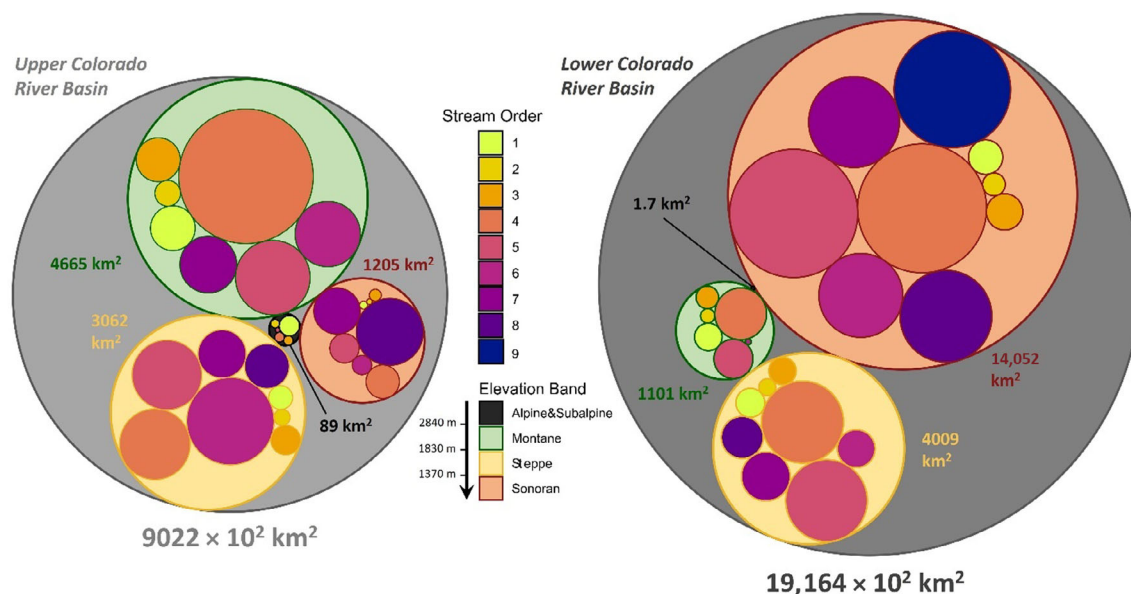 Upper Colorado
River Basin
4665 km²
1205 km²
3062
km²
89 km²
9022 × 10² km²
Stream Order
1
2
3
4
5
6
7
8
9
Elevation Band
Alpine&Subalpine
2840 m
Montane
1830 m
Steppe
1370 m
Sonoran
Lower Colorado
River Basin
1.7 km²
14,052
km²
1101 km²
4009
km²
19,164 × 10² km²